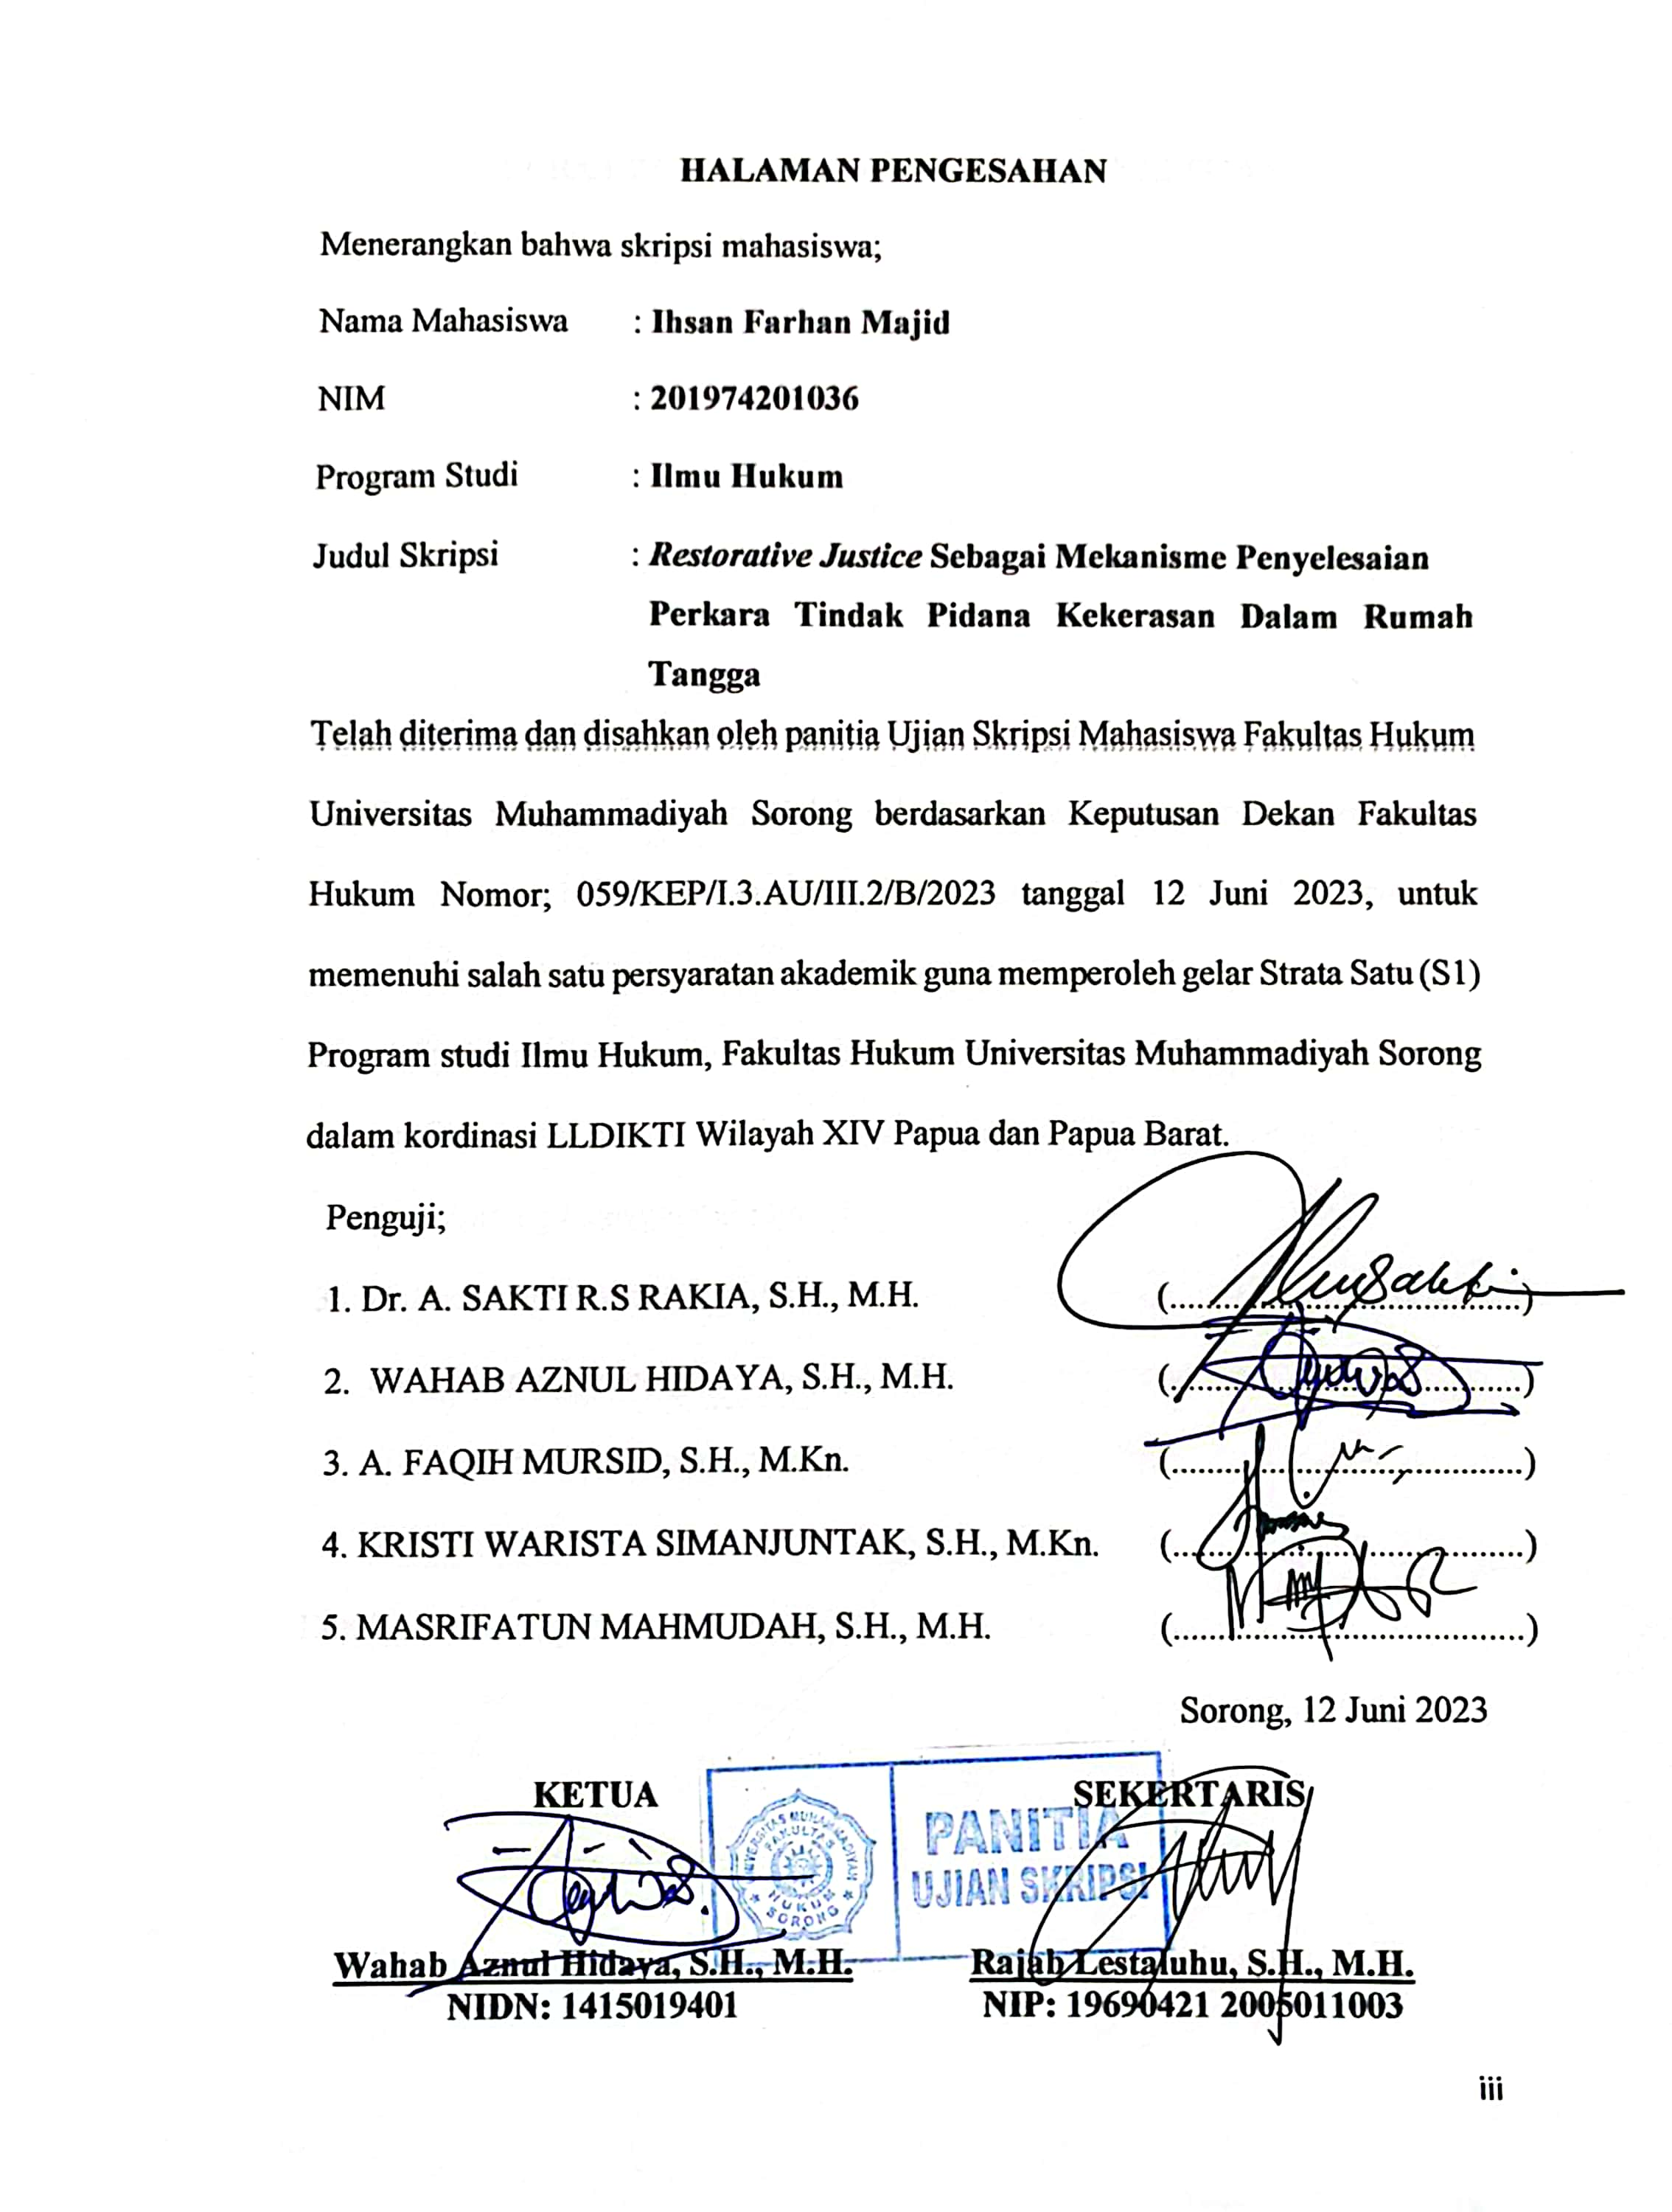 HALAMAN PENGESAHAN
Menerangkan bahwa skripsi mahasiswa;
Nama Mahasiswa : Ihsan Farhan Majid
NIM : 201974201036
Program Studi : Ilmu Hukum
Judul Skripsi : Restorative Justice Sebagai Mekanisme Penyelesaian
Perkara Tindak Pidana Kekerasan Dalam Rumah
Tangga
Telah diterima dan disahkan oleh panitia Ujian Skripsi Mahasiswa Fakultas Hukum
Universitas Muhammadiyah Sorong berdasarkan Keputusan Dekan Fakultas
Hukum Nomor; 059/KEP/I.3.AU/III.2/B/2023 tanggal 12 Juni 2023, untuk
memenuhi salah satu persyaratan akademik guna memperoleh gelar Strata Satu (S1)
Program studi Ilmu Hukum, Fakultas Hukum Universitas Muhammadiyah Sorong
dalam kordinasi LLDIKTI Wilayah XIV Papua dan Papua Barat.
Penguji;
1. Dr. A. SAKTI R.S RAKIA, S.H., M.H. (........................................)
2. WAHAB AZNUL HIDAYA, S.H., M.H. (........................................)
3. A. FAQIH MURSID, S.H., M.Kn. (........................................)
4. KRISTI WARISTA SIMANJUNTAK, S.H., M.Kn. (........................................)
5. MASRIFATUN MAHMUDAH, S.H., M.H. (........................................)
Sorong, 12 Juni 2023
KETUA SEKERTARIS
UNIVERSITAS MUHAMMADIYAH
FAKULTAS
HUKUM
SORONG
PANITIA
UJIAN SKRIPSI
Wahab Aznul Hidaya, S.H., M.H. Rajab Lestaluhu, S.H., M.H.
NIDN: 1415019401 NIP: 19690421 2005011003
iii